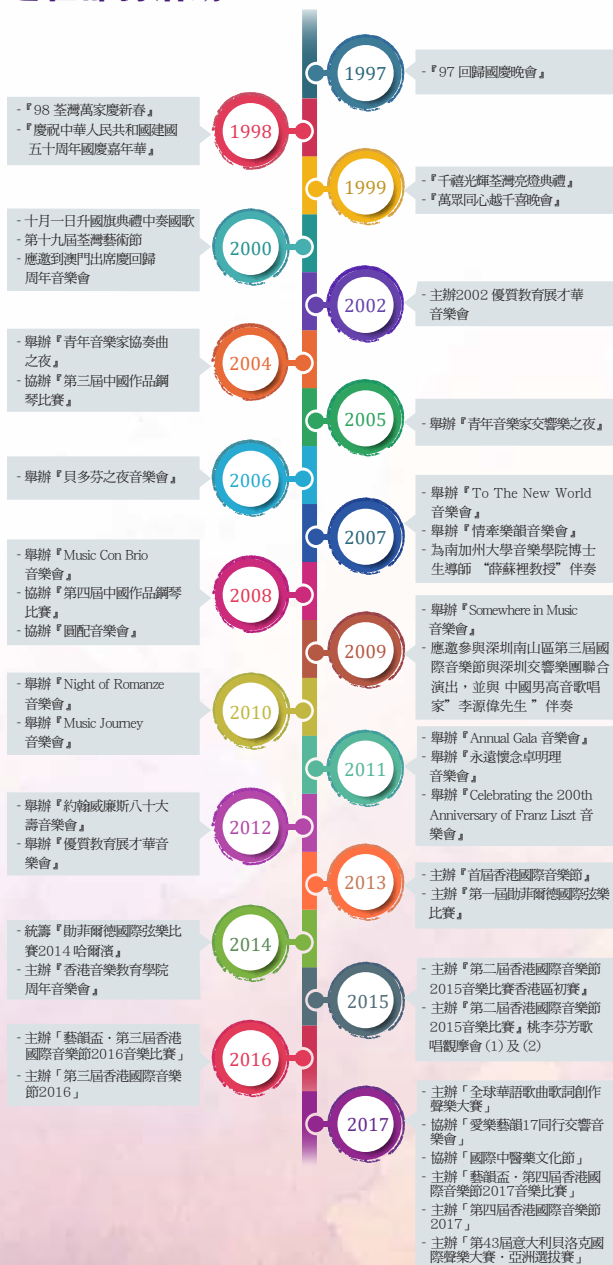 1997
-『97 回歸國慶晚會』
1998
-『98 荃灣萬家慶新春』
-『慶祝中華人民共和國建國
五十周年國慶嘉年華』
1999
-『千禧光輝荃灣亮燈典禮』
-『萬眾同心越千喜晚會』
2000
- 十月一日升國旗典禮中奏國歌
- 第十九屆荃灣藝術節
- 應邀到澳門出席慶回歸
周年音樂會
2002
- 主辦2002 優質教育展才華
音樂會
2004
- 舉辦『青年音樂家協奏曲
之夜』
- 協辦『第三屆中國作品鋼
琴比賽』
2005
- 舉辦『青年音樂家交響樂之夜』
2006
- 舉辦『貝多芬之夜音樂會』
2007
- 舉辦『To The New World
音樂會』
- 舉辦『情牽樂韻音樂會』
- 為南加州大學音樂學院博士
生導師 “薛蘇裡教授” 伴奏
2008
- 舉辦『Music Con Brio
音樂會』
- 協辦『第四屆中國作品鋼琴
比賽』
- 協辦『圓配音樂會』
2009
- 舉辦『Somewhere in Music
音樂會』
- 應邀參與深圳南山區第三屆國
際音樂節與深圳交響樂團聯合
演出，並與 中國男高音歌唱
家” 李源偉先生 ” 伴奏
2010
- 舉辦『Night of Romanze
音樂會』
- 舉辦『Music Journey
音樂會』
2011
- 舉辦『Annual Gala 音樂會』
- 舉辦『永遠懷念卓明理
音樂會』
- 舉辦『Celebrating the 200th
Anniversary of Franz Liszt 音
樂會』
2012
- 舉辦『約翰威廉斯八十大
壽音樂會』
- 舉辦『優質教育展才華音
樂會』
2013
- 主辦『首屆香港國際音樂節』
- 主辦『第一屆勛菲爾德國際弦樂
比賽』
2014
- 統籌『勛菲爾德國際弦樂比
賽2014 哈爾濱』
- 主辦『香港音樂教育學院
周年音樂會』
2015
- 主辦『第二屆香港國際音樂節
2015音樂比賽香港區初賽』
- 主辦『第二屆香港國際音樂節
2015音樂比賽』桃李芬芳歌
唱觀摩會 (1) 及 (2)
2016
- 主辦「藝韻盃·第三屆香港
國際音樂節2016音樂比賽」
- 主辦「第三屆香港國際音樂
節2016」
2017
- 主辦「全球華語歌曲歌詞創作
聲樂大賽」
- 協辦「愛樂藝韻17同行交響音
樂會」
- 協辦「國際中醫藥文化節」
- 主辦「藝韻盃·第四屆香港國
際音樂節2017音樂比賽」
- 主辦「第四屆香港國際音樂節
2017」
- 主辦「第43屆意大利貝洛克國
際聲樂大賽·亞洲選拔賽」